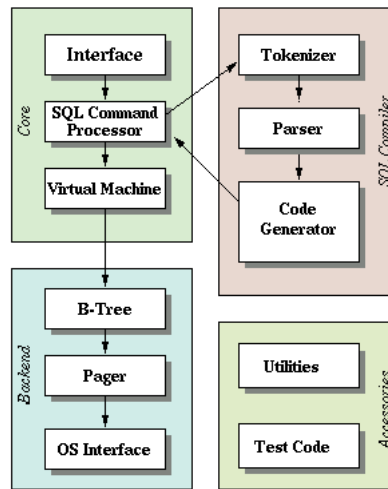 Core
Interface
SQL Command
Processor
Virtual Machine
SQL Compiler
Tokenizer
Parser
Code
Generator
Backend
B-Tree
Pager
OS Interface
Accessories
Utilities
Test Code